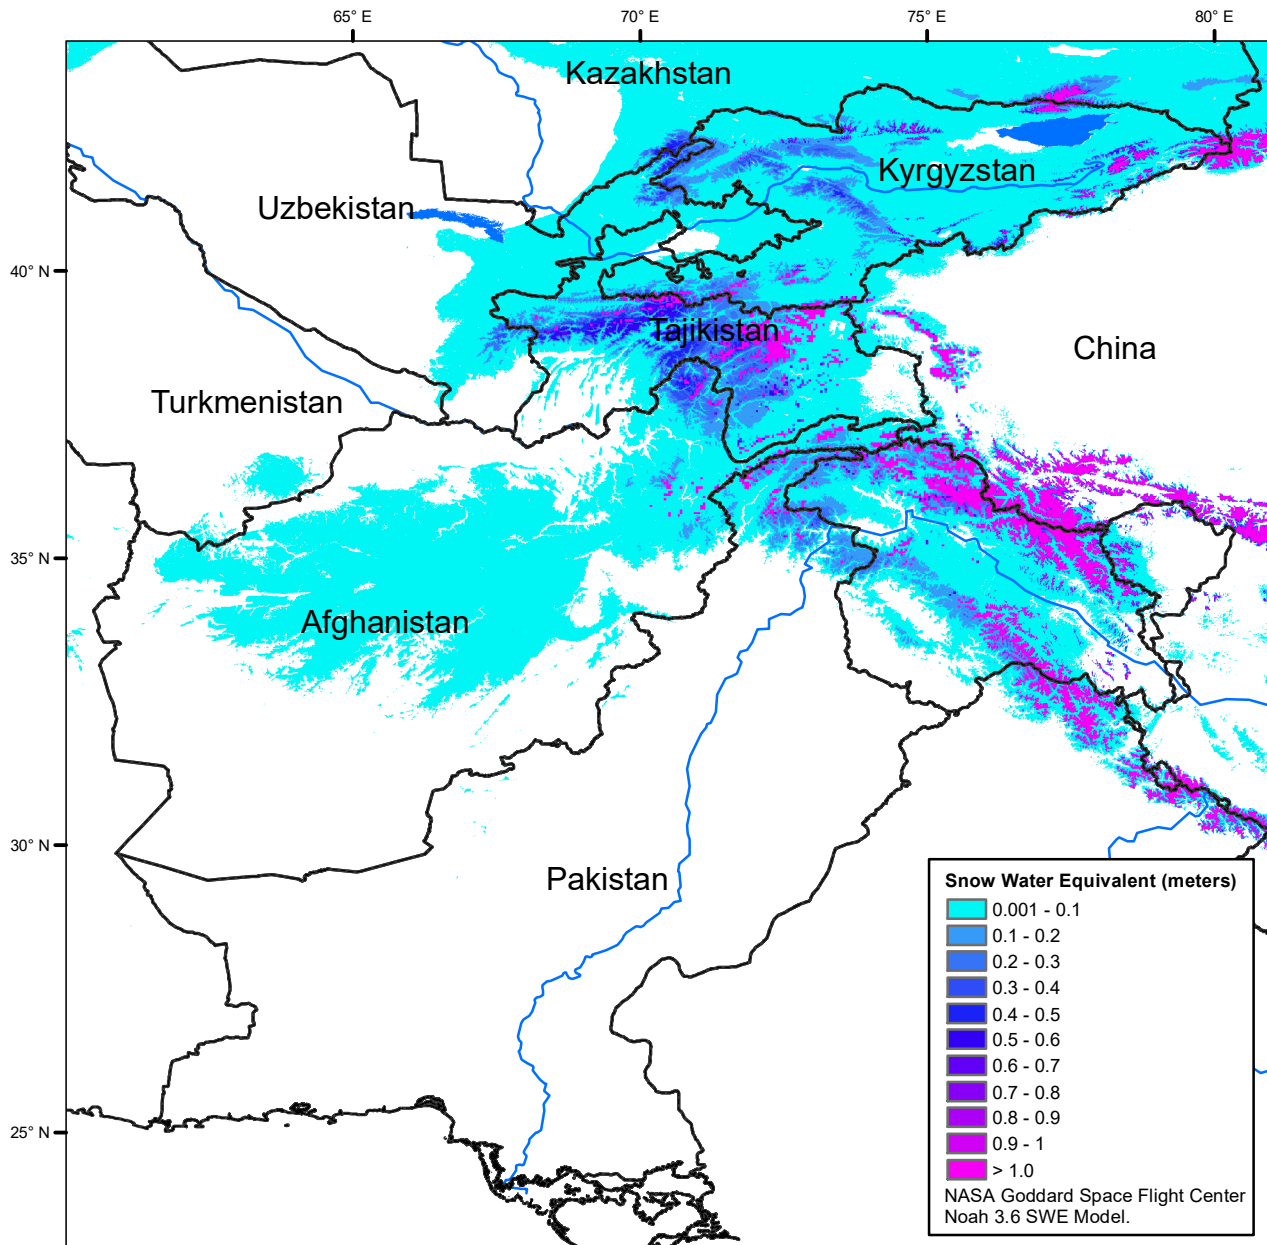 65° E
70° E
75° E
80° E
Kazakhstan
Kyrgyzstan
Uzbekistan
40° N
Tajikistan
China
Turkmenistan
35° N
Afghanistan
30° N
Pakistan
25° N
Snow Water Equivalent (meters)
0.001 - 0.1
0.1 - 0.2
0.2 - 0.3
0.3 - 0.4
0.4 - 0.5
0.5 - 0.6
0.6 - 0.7
0.7 - 0.8
0.8 - 0.9
0.9 - 1
> 1.0
NASA Goddard Space Flight Center
Noah 3.6 SWE Model.